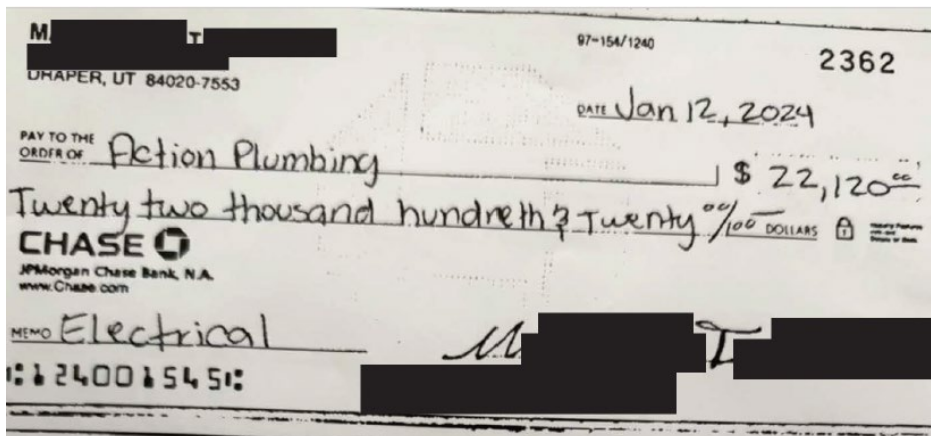 M. T
97-154/1240
2362
DRAPER, UT 84020-7553
DATE Jan 12, 2024
PAY TO THE
ORDER OF Action Plumbing $ 22,120 00
Twenty two thousand hundreth & Twenty 00/100 DOLLARS
CHASE
JPMorgan Chase Bank, N.A.
www.Chase.com
MEMO Electrical M T
⑆124001545⑆